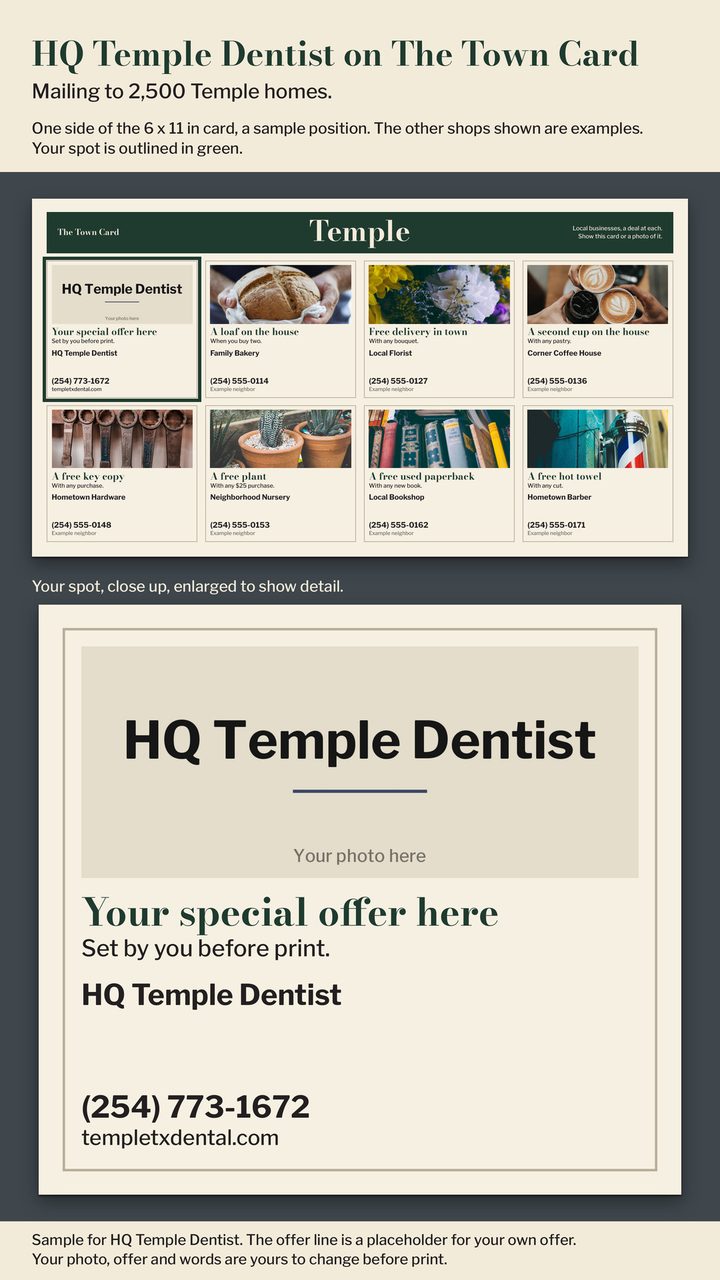 HQ Temple Dentist on The Town Card
Mailing to 2,500 Temple homes.
One side of the 6 x 11 in card, a sample position. The other shops shown are examples.
Your spot is outlined in green.
The Town Card
Temple
Local businesses, a deal at each.
Show this card or a photo of it.
HQ Temple Dentist
Your photo here
Your special offer here
Set by you before print.
HQ Temple Dentist
(254) 773-1672
templetxdental.com
A loaf on the house
When you buy two.
Family Bakery
(254) 555-0114
Example neighbor
Free delivery in town
With any bouquet.
Local Florist
(254) 555-0127
Example neighbor
A second cup on the house
With any pastry.
Corner Coffee House
(254) 555-0136
Example neighbor
A free key copy
With any purchase.
Hometown Hardware
(254) 555-0148
Example neighbor
A free plant
With any $25 purchase.
Neighborhood Nursery
(254) 555-0153
Example neighbor
A free used paperback
With any new book.
Local Bookshop
(254) 555-0162
Example neighbor
A free hot towel
With any cut.
Hometown Barber
(254) 555-0171
Example neighbor
Your spot, close up, enlarged to show detail.
HQ Temple Dentist
Your photo here
Your special offer here
Set by you before print.
HQ Temple Dentist
(254) 773-1672
templetxdental.com
Sample for HQ Temple Dentist. The offer line is a placeholder for your own offer.
Your photo, offer and words are yours to change before print.